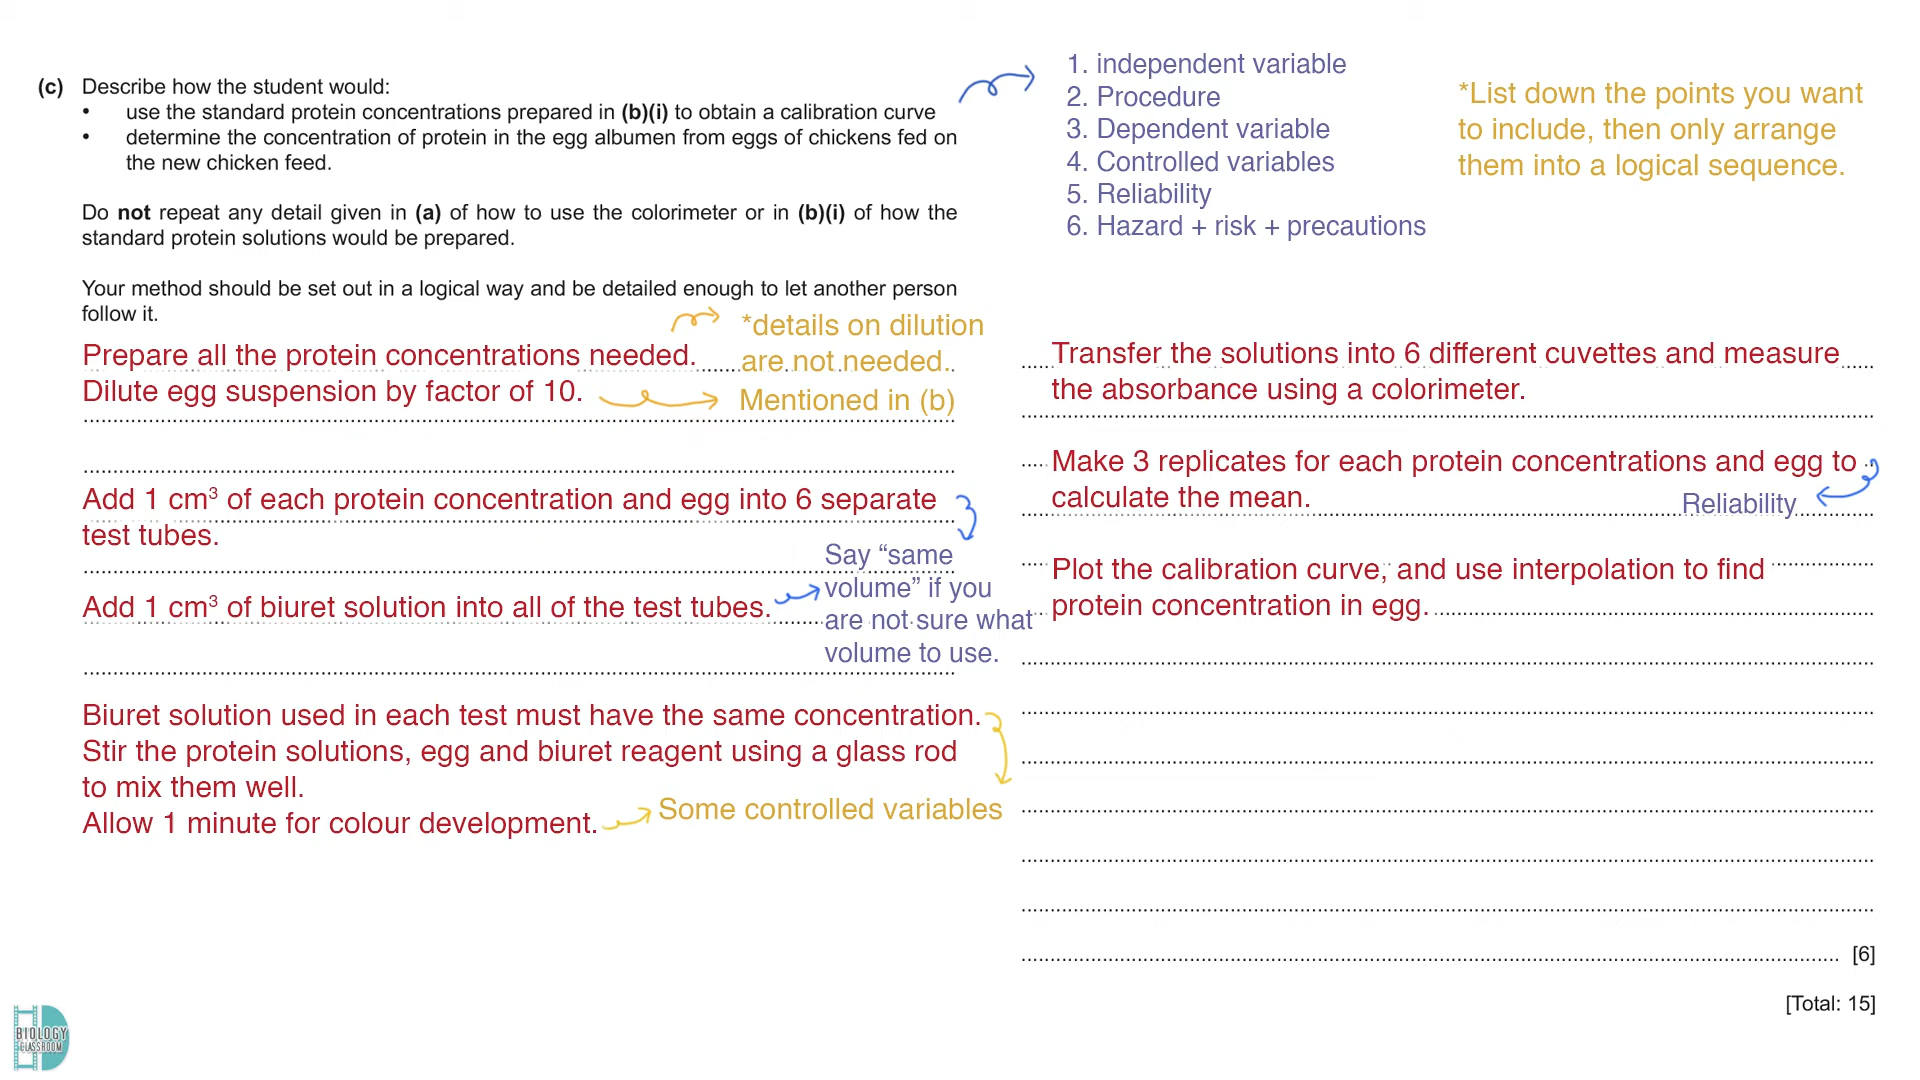 (c) Describe how the student would:
• use the standard protein concentrations prepared in (b)(i) to obtain a calibration curve
• determine the concentration of protein in the egg albumen from eggs of chickens fed on
the new chicken feed.
Do not repeat any detail given in (a) of how to use the colorimeter or in (b)(i) of how the
standard protein solutions would be prepared.
Your method should be set out in a logical way and be detailed enough to let another person
follow it.
*details on dilution
are not needed.
Mentioned in (b)
Prepare all the protein concentrations needed.
Dilute egg suspension by factor of 10.
Add 1 cm³ of each protein concentration and egg into 6 separate
test tubes.
Say “same
volume” if you
are not sure what
volume to use.
Add 1 cm³ of biuret solution into all of the test tubes.
Biuret solution used in each test must have the same concentration.
Stir the protein solutions, egg and biuret reagent using a glass rod
to mix them well.
Allow 1 minute for colour development.
Some controlled variables
1. independent variable
2. Procedure
3. Dependent variable
4. Controlled variables
5. Reliability
6. Hazard + risk + precautions
*List down the points you want
to include, then only arrange
them into a logical sequence.
Transfer the solutions into 6 different cuvettes and measure
the absorbance using a colorimeter.
Make 3 replicates for each protein concentrations and egg to
calculate the mean.
Reliability
Plot the calibration curve, and use interpolation to find
protein concentration in egg.
[6]
[Total: 15]
BIOLOGY
CLASSROOM